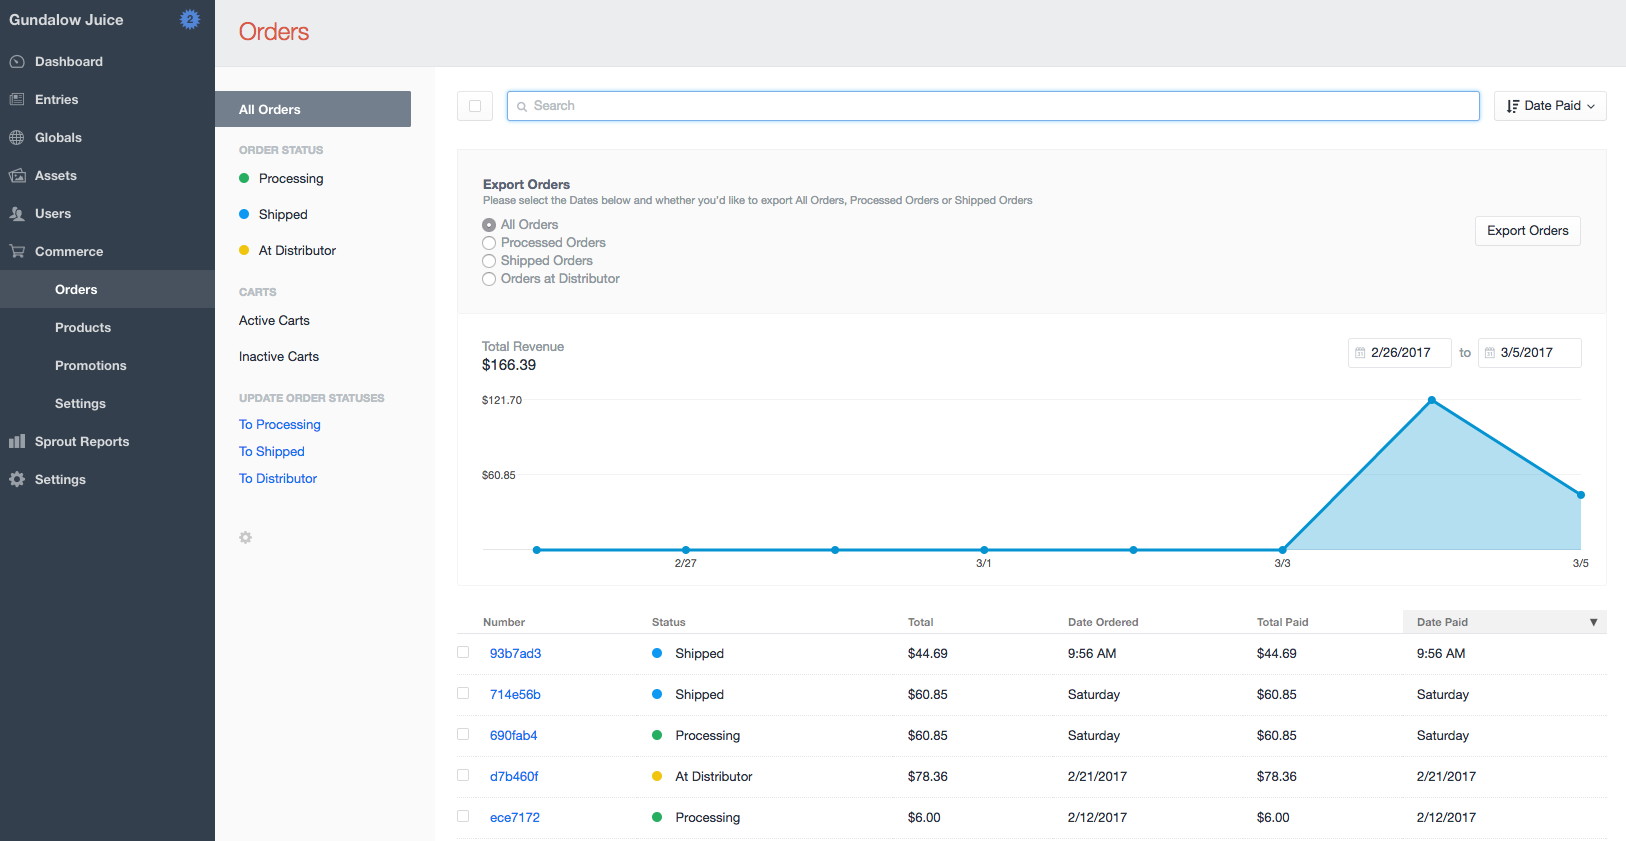 Gundalow Juice
2
Dashboard
Entries
Globals
Assets
Users
Commerce
Orders
Products
Promotions
Settings
Sprout Reports
Settings
Orders
All Orders
ORDER STATUS
Processing
Shipped
At Distributor
CARTS
Active Carts
Inactive Carts
UPDATE ORDER STATUSES
To Processing
To Shipped
To Distributor
Search
Date Paid
Export Orders
Please select the Dates below and whether you'd like to export All Orders, Processed Orders or Shipped Orders
All Orders
Processed Orders
Shipped Orders
Orders at Distributor
Export Orders
Total Revenue
$166.39
2/26/2017 to 3/5/2017
$121.70
$60.85
2/27 3/1 3/3 3/5
Number Status Total Date Ordered Total Paid Date Paid
93b7ad3 Shipped $44.69 9:56 AM $44.69 9:56 AM
714e56b Shipped $60.85 Saturday $60.85 Saturday
690fab4 Processing $60.85 Saturday $60.85 Saturday
d7b460f At Distributor $78.36 2/21/2017 $78.36 2/21/2017
ece7172 Processing $6.00 2/12/2017 $6.00 2/12/2017